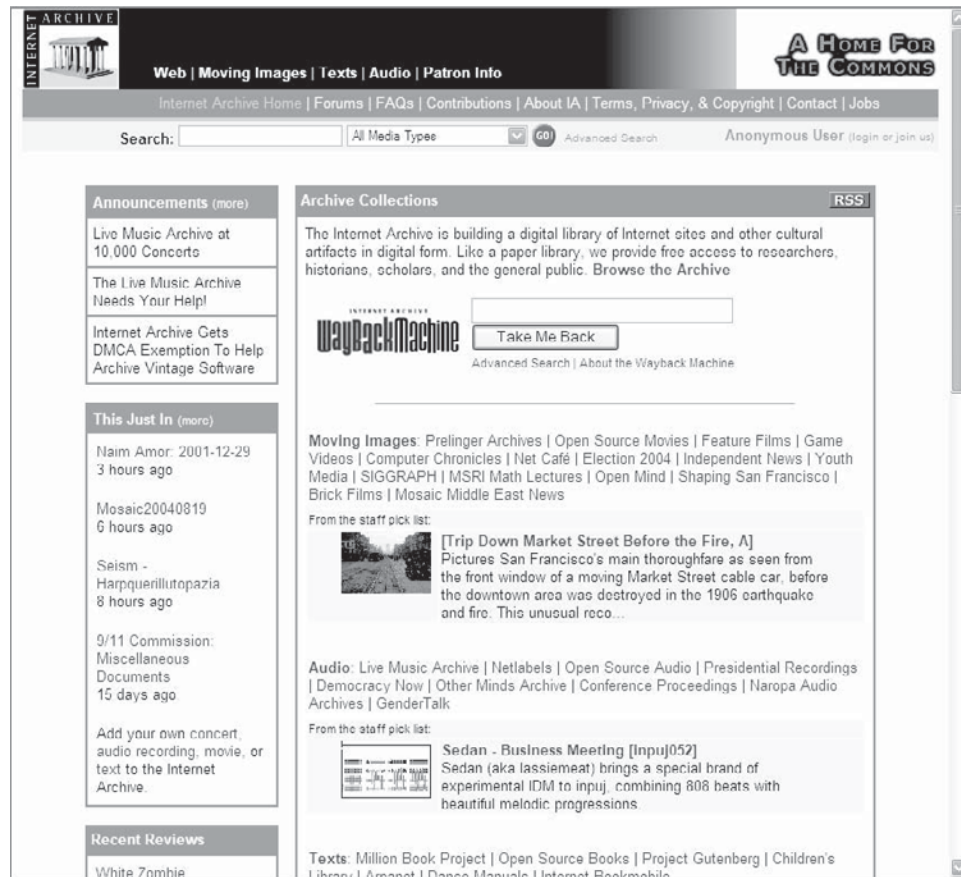 INTERNET ARCHIVE
Web | Moving Images | Texts | Audio | Patron Info
A HOME FOR
THE COMMONS
Internet Archive Home | Forums | FAQs | Contributions | About IA | Terms, Privacy, & Copyright | Contact | Jobs
Search:
All Media Types
GO!
Advanced Search
Anonymous User (login or join us)
Announcements (more)
Live Music Archive at
10,000 Concerts
The Live Music Archive
Needs Your Help!
Internet Archive Gets
DMCA Exemption To Help
Archive Vintage Software
This Just In (more)
Naim Amor: 2001-12-29
3 hours ago
Mosaic20040819
6 hours ago
Seism -
Harpquerillutopazia
8 hours ago
9/11 Commission:
Miscellaneous
Documents
15 days ago
Add your own concert,
audio recording, movie, or
text to the Internet
Archive.
Recent Reviews
White Zombie
Archive Collections
RSS
The Internet Archive is building a digital library of Internet sites and other cultural
artifacts in digital form. Like a paper library, we provide free access to researchers,
historians, scholars, and the general public. Browse the Archive
INTERNET ARCHIVE
WayBackMachine
Take Me Back
Advanced Search | About the Wayback Machine
Moving Images: Prelinger Archives | Open Source Movies | Feature Films | Game
Videos | Computer Chronicles | Net Café | Election 2004 | Independent News | Youth
Media | SIGGRAPH | MSRI Math Lectures | Open Mind | Shaping San Francisco |
Brick Films | Mosaic Middle East News
From the staff pick list:
[Trip Down Market Street Before the Fire, A]
Pictures San Francisco's main thoroughfare as seen from
the front window of a moving Market Street cable car, before
the downtown area was destroyed in the 1906 earthquake
and fire. This unusual reco...
Audio: Live Music Archive | Netlabels | Open Source Audio | Presidential Recordings
| Democracy Now | Other Minds Archive | Conference Proceedings | Naropa Audio
Archives | GenderTalk
From the staff pick list:
Sedan - Business Meeting [Inpuj052]
Sedan (aka lassiemeat) brings a special brand of
experimental IDM to inpuj, combining 808 beats with
beautiful melodic progressions.
Texts: Million Book Project | Open Source Books | Project Gutenberg | Children's
Library | Arpanet | Dance Manuals | Internet Bookmobile